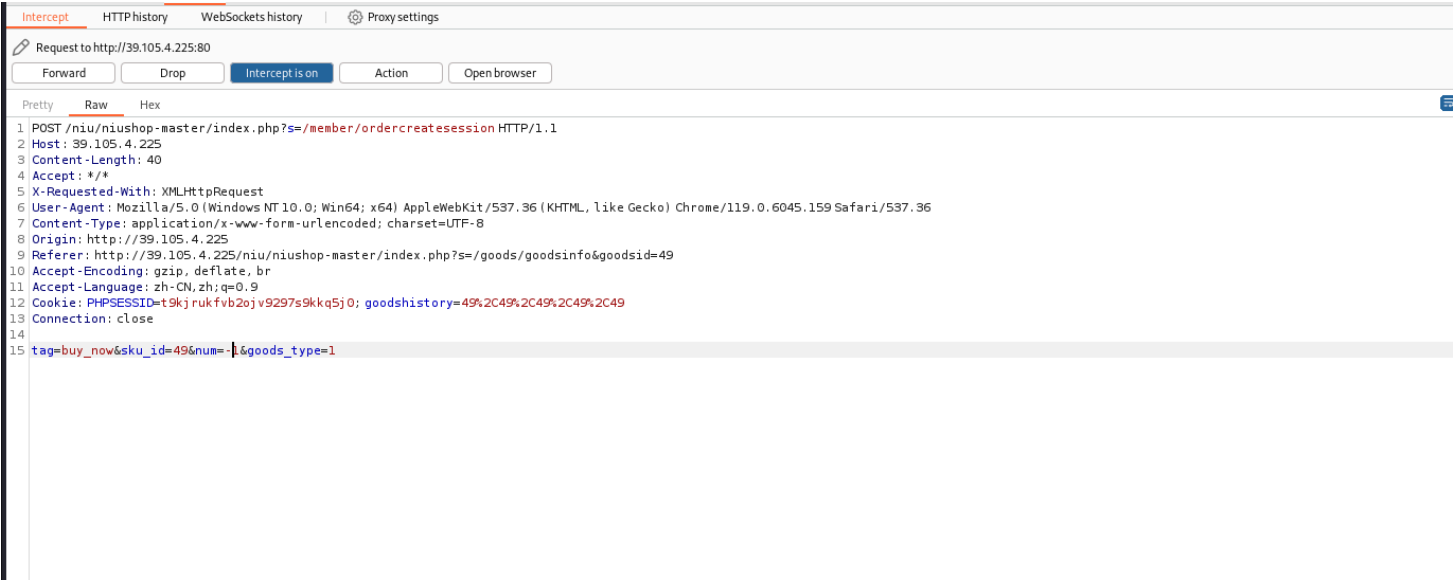 Intercept HTTP history WebSockets history Proxy settings
Request to http://39.105.4.225:80
Forward Drop Intercept is on Action Open browser
Pretty Raw Hex
1 POST /niu/niushop-master/index.php?s=/member/ordercreatesession HTTP/1.1
2 Host: 39.105.4.225
3 Content-Length: 40
4 Accept: */*
5 X-Requested-With: XMLHttpRequest
6 User-Agent: Mozilla/5.0 (Windows NT 10.0; Win64; x64) AppleWebKit/537.36 (KHTML, like Gecko) Chrome/119.0.6045.159 Safari/537.36
7 Content-Type: application/x-www-form-urlencoded; charset=UTF-8
8 Origin: http://39.105.4.225
9 Referer: http://39.105.4.225/niu/niushop-master/index.php?s=/goods/goodsinfo&goodsid=49
10 Accept-Encoding: gzip, deflate, br
11 Accept-Language: zh-CN,zh;q=0.9
12 Cookie: PHPSESSID=t9kjrukfvb2ojv9297s9kkq5j0; goodshistory=49%2C49%2C49%2C49%2C49
13 Connection: close
14
15 tag=buy_now&sku_id=49&num=-1&goods_type=1